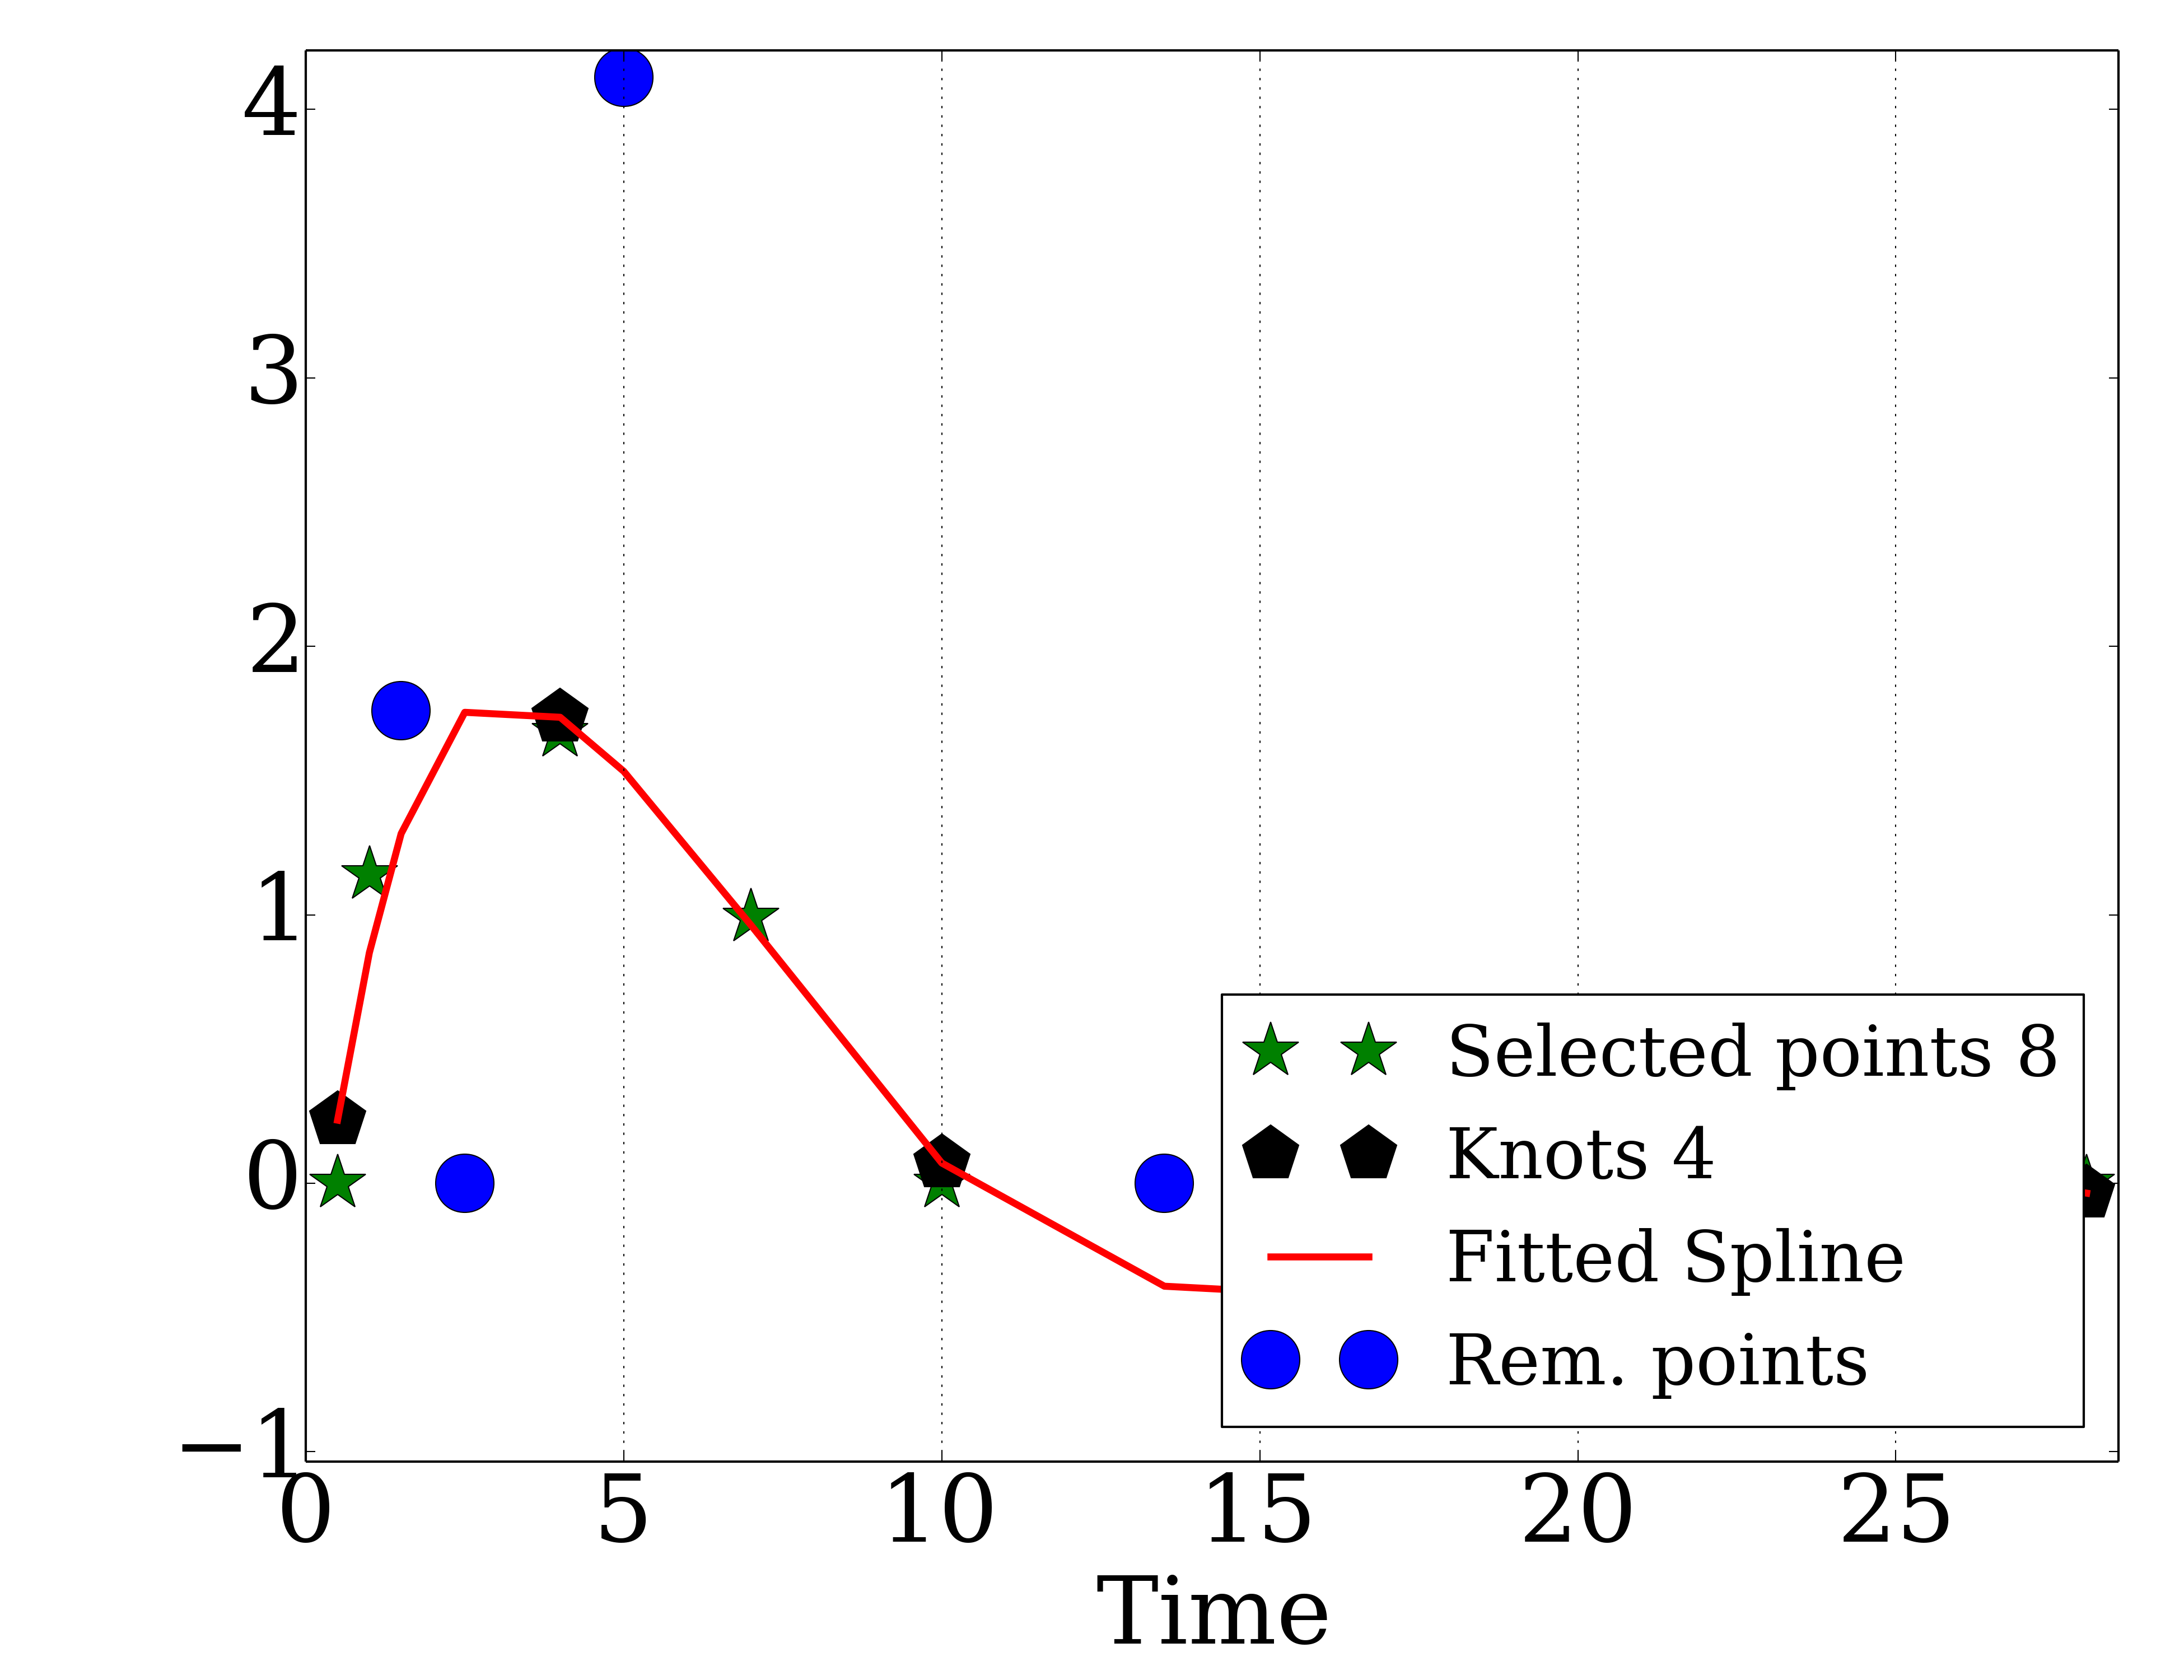 4
3
2
1
0
−1
0 5 10 15 20 25
Time
Selected points 8
Knots 4
Fitted Spline
Rem. points